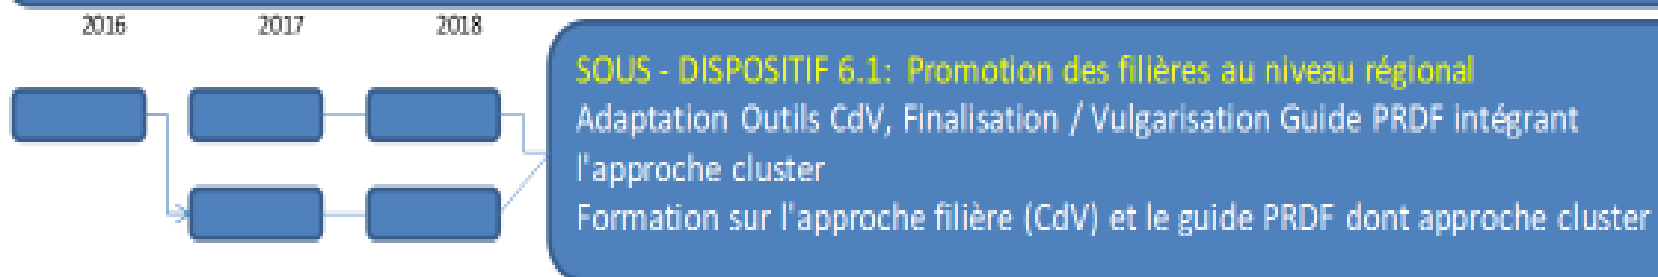 2016 2017 2018
SOUS - DISPOSITIF 6.1: Promotion des filières au niveau régional
Adaptation Outils CdV, Finalisation / Vulgarisation Guide PRDF intégrant
l'approche cluster
Formation sur l'approche filière (CdV) et le guide PRDF dont approche cluster